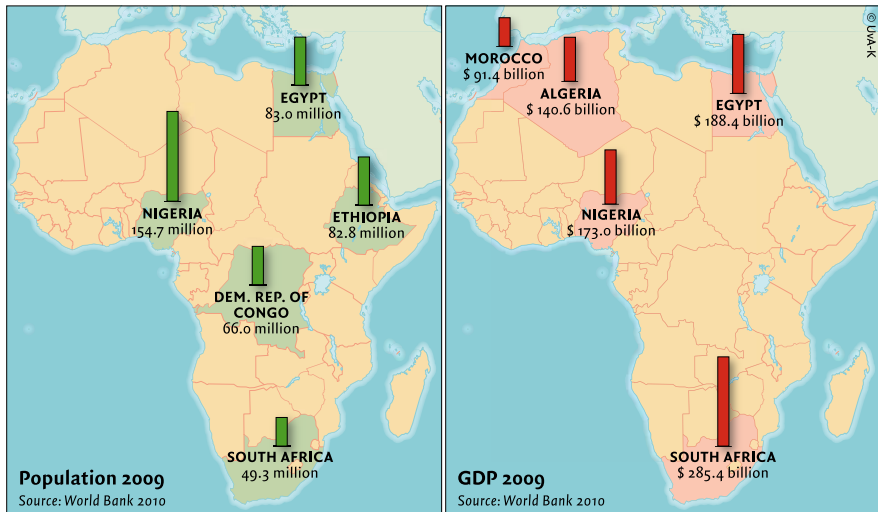 EGYPT
83.0 million
NIGERIA
154.7 million
ETHIOPIA
82.8 million
DEM. REP. OF
CONGO
66.0 million
SOUTH AFRICA
49.3 million
Population 2009
Source: World Bank 2010
MOROCCO
$ 91.4 billion
ALGERIA
$ 140.6 billion
EGYPT
$ 188.4 billion
NIGERIA
$ 173.0 billion
SOUTH AFRICA
$ 285.4 billion
GDP 2009
Source: World Bank 2010
© UvA-K